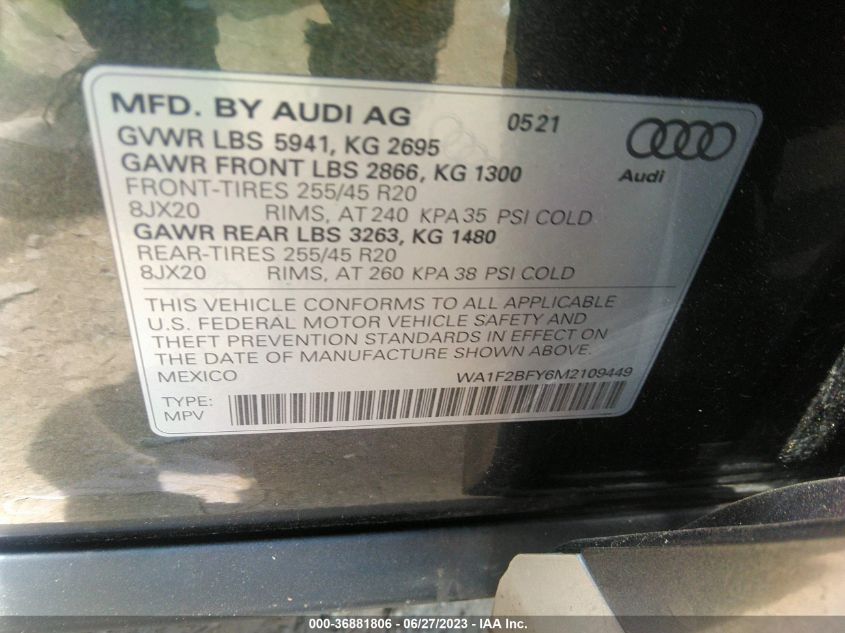 MFD. BY AUDI AG 0521
GVWR LBS 5941, KG 2695
GAWR FRONT LBS 2866, KG 1300
FRONT-TIRES 255/45 R20
8JX20 RIMS, AT 240 KPA 35 PSI COLD
GAWR REAR LBS 3263, KG 1480
REAR-TIRES 255/45 R20
8JX20 RIMS, AT 260 KPA 38 PSI COLD
Audi
THIS VEHICLE CONFORMS TO ALL APPLICABLE
U.S. FEDERAL MOTOR VEHICLE SAFETY AND
THEFT PREVENTION STANDARDS IN EFFECT ON
THE DATE OF MANUFACTURE SHOWN ABOVE.
MEXICO WA1F2BFY6M2109449
TYPE:
MPV
000-36881806 - 06/27/2023 - IAA Inc.